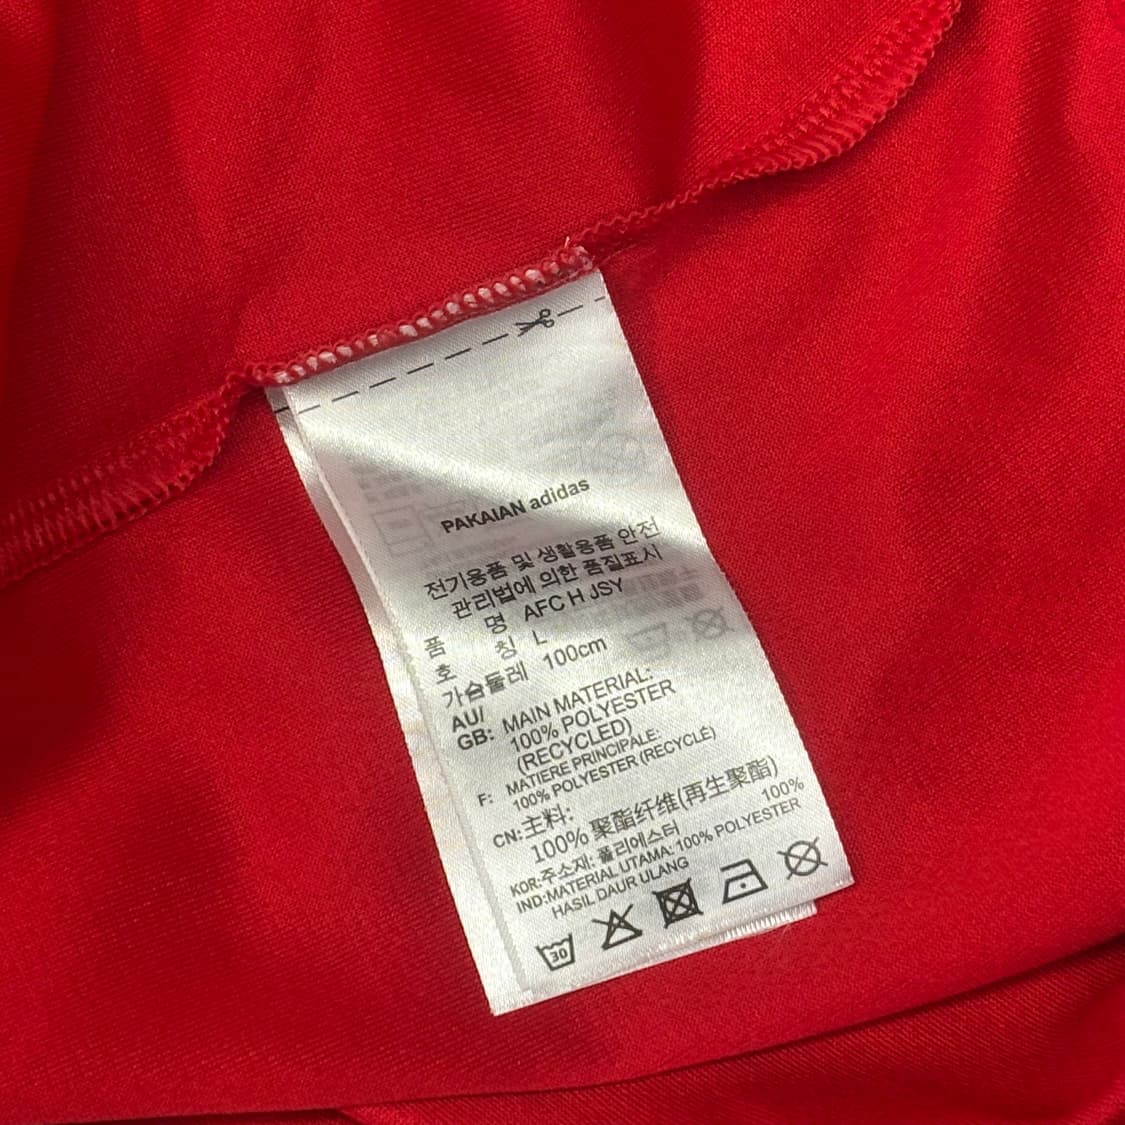 PAKAIAN adidas
전기용품 및 생활용품 안전
관리법에 의한 품질표시
품 명 AFC H JSY
호 칭 L
가슴둘레 100cm
AU/
GB: MAIN MATERIAL:
100% POLYESTER
(RECYCLED)
F: MATIERE PRINCIPALE:
100% POLYESTER (RECYCLÉ)
CN:主料:
100% 聚酯纤维(再生聚酯)
KOR:주소재: 폴리에스터 100%
IND:MATERIAL UTAMA: 100% POLYESTER
HASIL DAUR ULANG
30